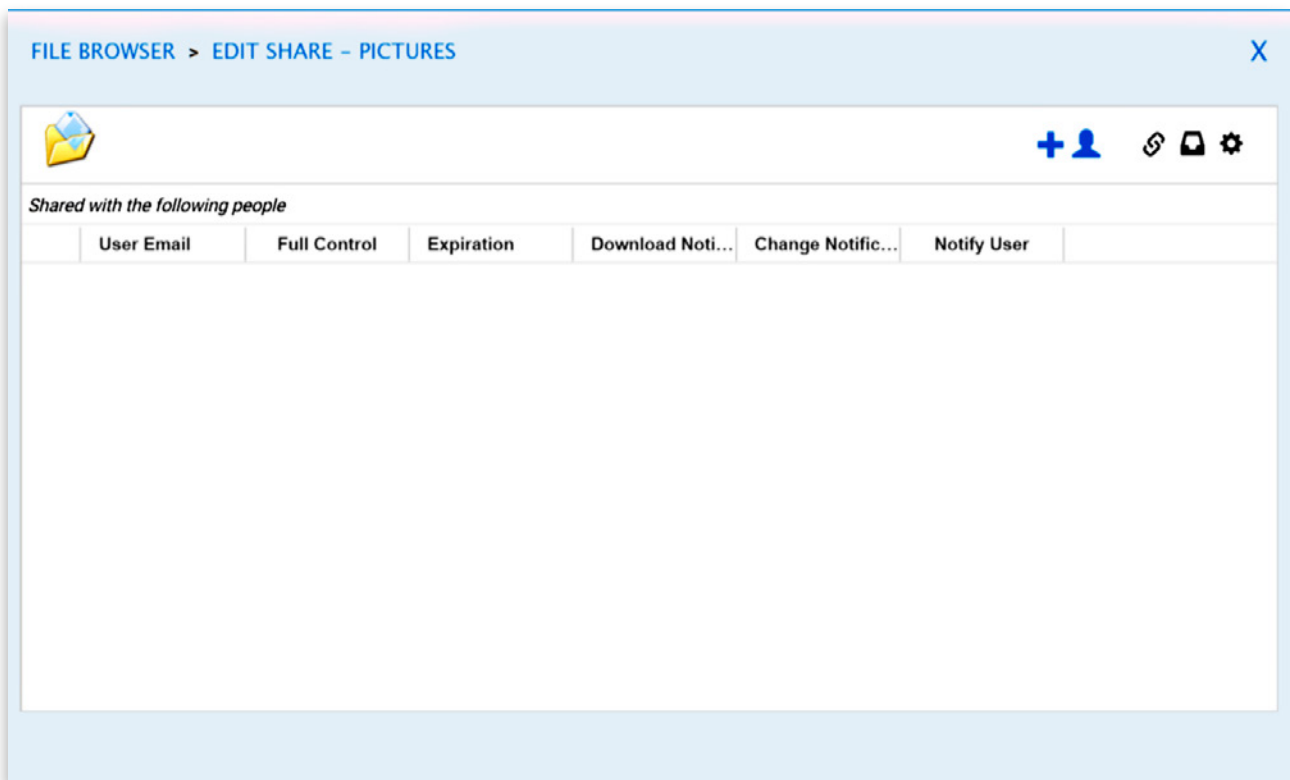 FILE BROWSER > EDIT SHARE – PICTURES X
Shared with the following people
User Email Full Control Expiration Download Noti... Change Notific... Notify User